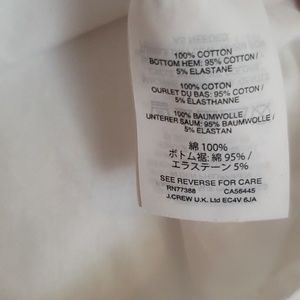 100% COTTON
BOTTOM HEM: 95% COTTON /
5% ELASTANE
100% COTON
OURLET DU BAS: 95% COTON /
5% ÉLASTHANNE
100% BAUMWOLLE
UNTERER SAUM: 95% BAUMWOLLE /
5% ELASTAN
綿 100%
ボトム裾: 綿 95% /
エラステーン 5%
SEE REVERSE FOR CARE
RN77388 CA56445
J.CREW U.K. Ltd EC4V 6JA